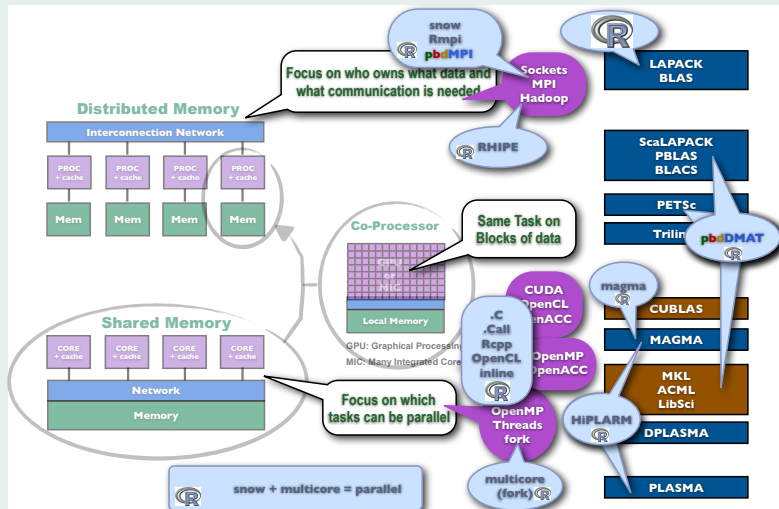 snow
Rmpi
pbdMPI
R
R
Sockets
MPI
Hadoop
LAPACK
BLAS
Focus on who owns what data and
what communication is needed
Distributed Memory
Interconnection Network
PROC
+ cache
PROC
+ cache
PROC
+ cache
PROC
+ cache
Mem
Mem
Mem
Mem
R RHIPE
ScaLAPACK
PBLAS
BLACS
PETSc
pbdDMAT
R
Co-Processor
Same Task on
Blocks of data
GPU
or
MIC
Local Memory
GPU: Graphical Processing
MIC: Many Integrated Core
CUDA
OpenCL
OpenMP
.C
.Call
Rcpp
OpenCL
inline
R
magma
R
CUBLAS
MAGMA
MKL
ACML
LibSci
HiPLARM
R
DPLASMA
PLASMA
Shared Memory
CORE
+ cache
CORE
+ cache
CORE
+ cache
CORE
+ cache
Network
Memory
Focus on which
tasks can be parallel
OpenMP
Threads
fork
multicore
(fork) R
R snow + multicore = parallel